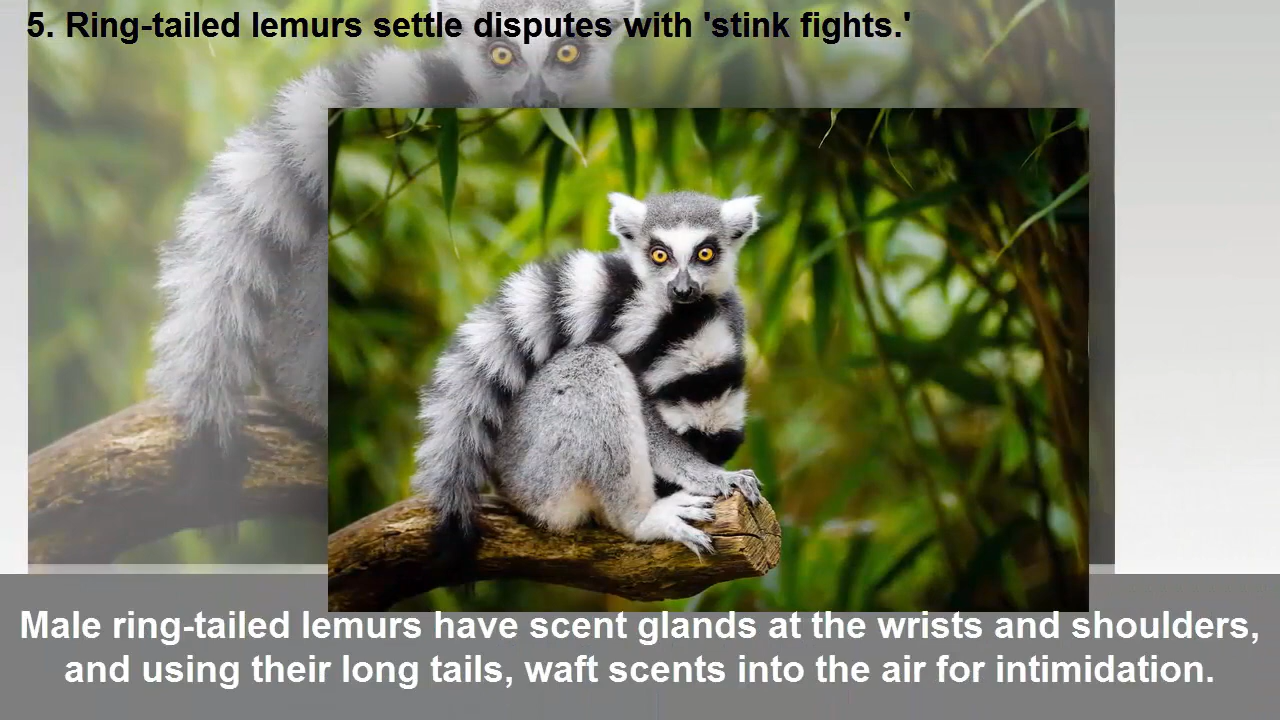 5. Ring-tailed lemurs settle disputes with 'stink fights.'
Male ring-tailed lemurs have scent glands at the wrists and shoulders,
and using their long tails, waft scents into the air for intimidation.